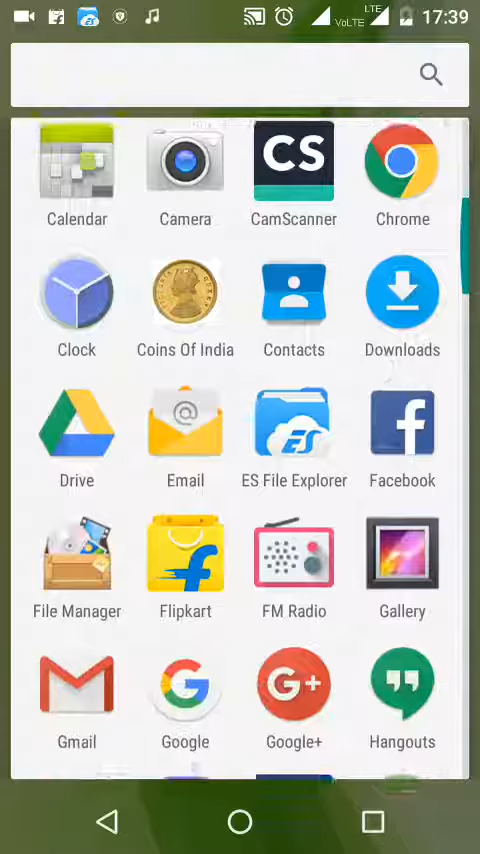 VoLTE LTE 17:39
Calendar Camera CamScanner Chrome
CS
Clock Coins Of India Contacts Downloads
Drive Email ES File Explorer Facebook
File Manager Flipkart FM Radio Gallery
Gmail Google Google+ Hangouts